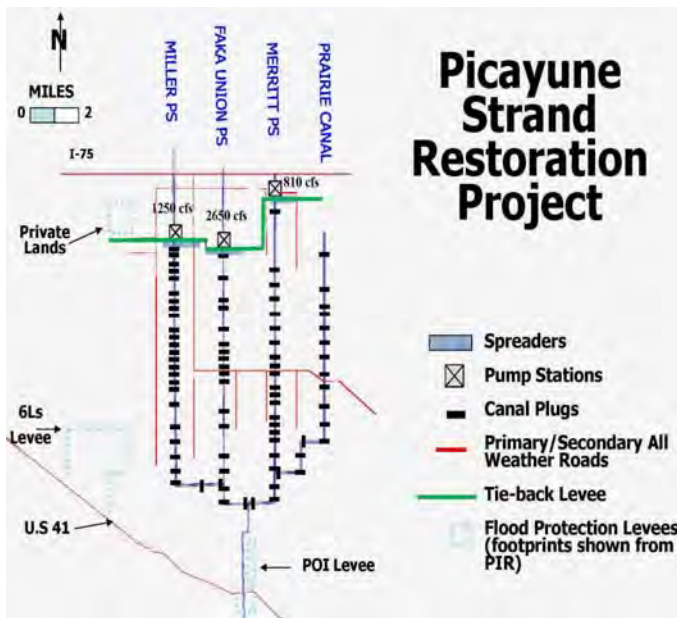 Picayune
Strand
Restoration
Project
N
MILES
0 2
MILLER PS
FAKA UNION PS
MERRITT PS
PRAIRIE CANAL
I-75
810 cfs
1250 cfs
2650 cfs
Private
Lands
6Ls
Levee
U.S 41
POI Levee
Spreaders
Pump Stations
Canal Plugs
Primary/Secondary All
Weather Roads
Tie-back Levee
Flood Protection Levees
(footprints shown from
PIR)